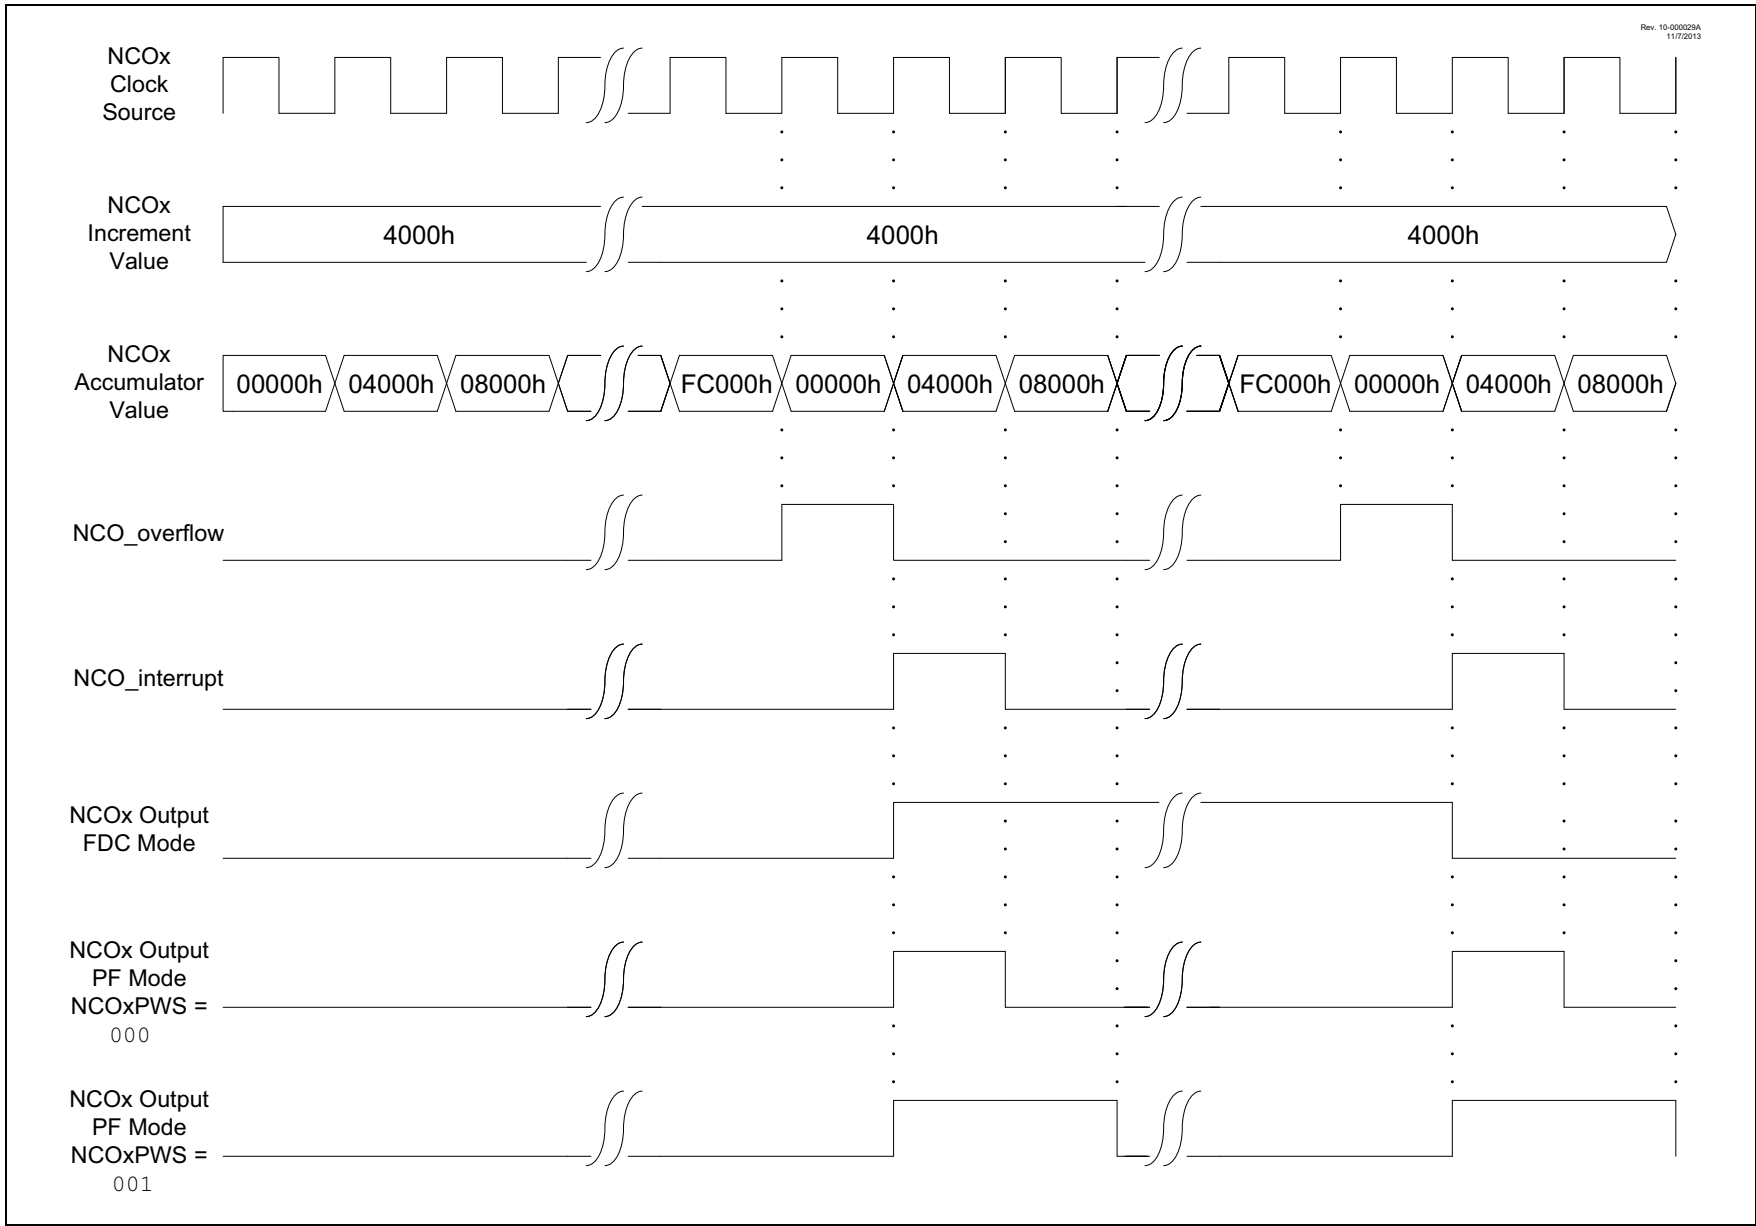 Rev. 10-000029A
11/7/2013
NCOx
Clock
Source
NCOx
Increment
Value
4000h
4000h
4000h
NCOx
Accumulator
Value
00000h
04000h
08000h
FC000h
00000h
04000h
08000h
FC000h
00000h
04000h
08000h
NCO_overflow
NCO_interrupt
NCOx Output
FDC Mode
NCOx Output
PF Mode
NCOxPWS =
000
NCOx Output
PF Mode
NCOxPWS =
001